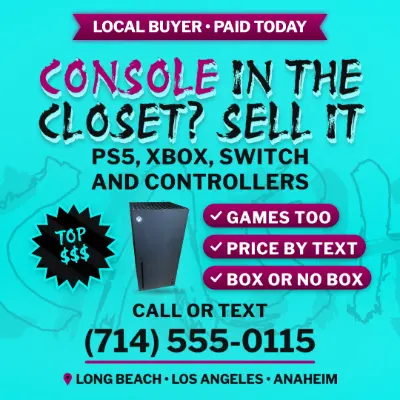 LOCAL BUYER • PAID TODAY
CONSOLE IN THE
CLOSET? SELL IT
PS5, XBOX, SWITCH
AND CONTROLLERS
TOP
$$$
GAMES TOO
PRICE BY TEXT
BOX OR NO BOX
CALL OR TEXT
(714) 555-0115
LONG BEACH • LOS ANGELES • ANAHEIM